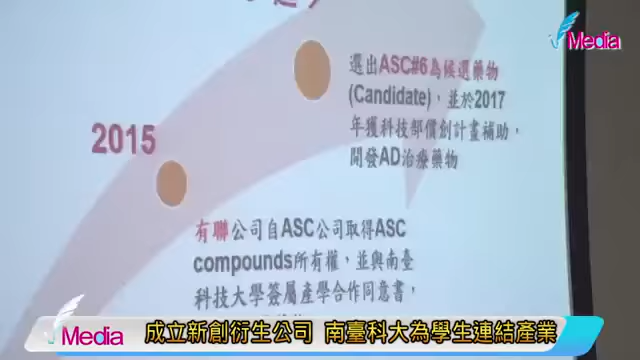 Media
選出ASC#6為候選藥物
(Candidate)，並於2017
年獲科技部價創計畫補助，
開發AD治療藥物
2015
有聯公司自ASC公司取得ASC
compounds所有權，並與南臺
科技大學簽屬產學合作同意書，
Media
成立新創衍生公司 南臺科大為學生連結產業